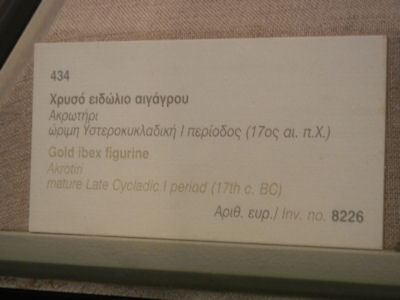 434
Χρυσό ειδώλιο αιγάγρου
Ακρωτήρι
ώριμη Υστεροκυκλαδική Ι περίοδος (17ος αι. π.Χ.)
Gold ibex figurine
Akrotiri
mature Late Cycladic I period (17th c. BC)
Αριθ. ευρ./ Inv. no. 8226